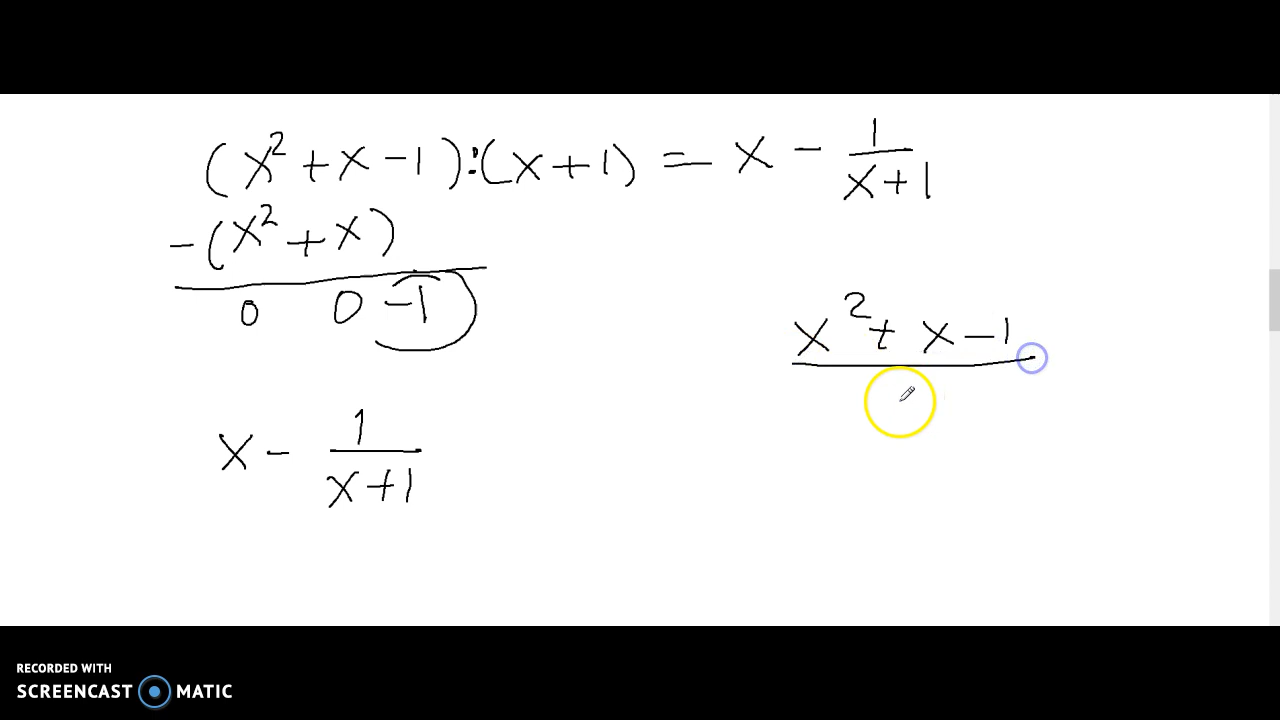 (x² + x - 1) : (x + 1) = x - 1/(x+1)
-(x² + x)
0 0 -1
x² + x - 1
x - 1/(x+1)
RECORDED WITH
SCREENCAST MATIC